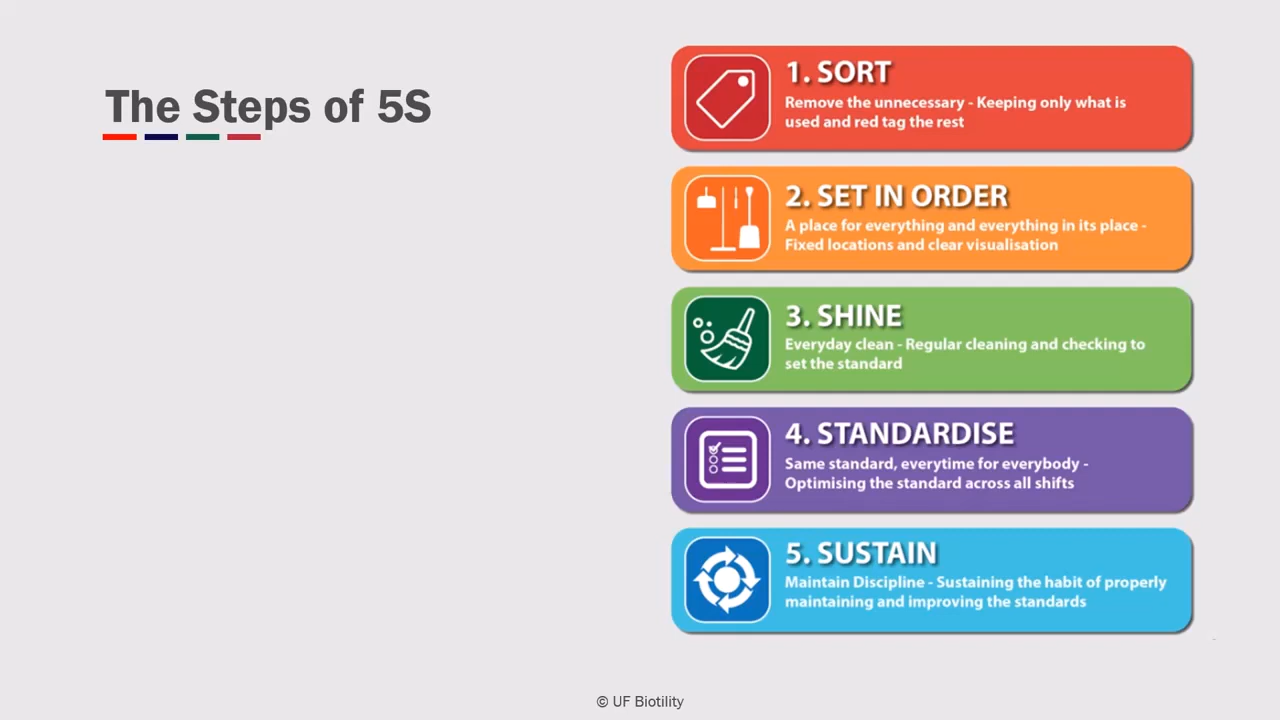 The Steps of 5S
1. SORT
Remove the unnecessary - Keeping only what is
used and red tag the rest
2. SET IN ORDER
A place for everything and everything in its place -
Fixed locations and clear visualisation
3. SHINE
Everyday clean - Regular cleaning and checking to
set the standard
4. STANDARDISE
Same standard, everytime for everybody -
Optimising the standard across all shifts
5. SUSTAIN
Maintain Discipline - Sustaining the habit of properly
maintaining and improving the standards
© UF Biotility